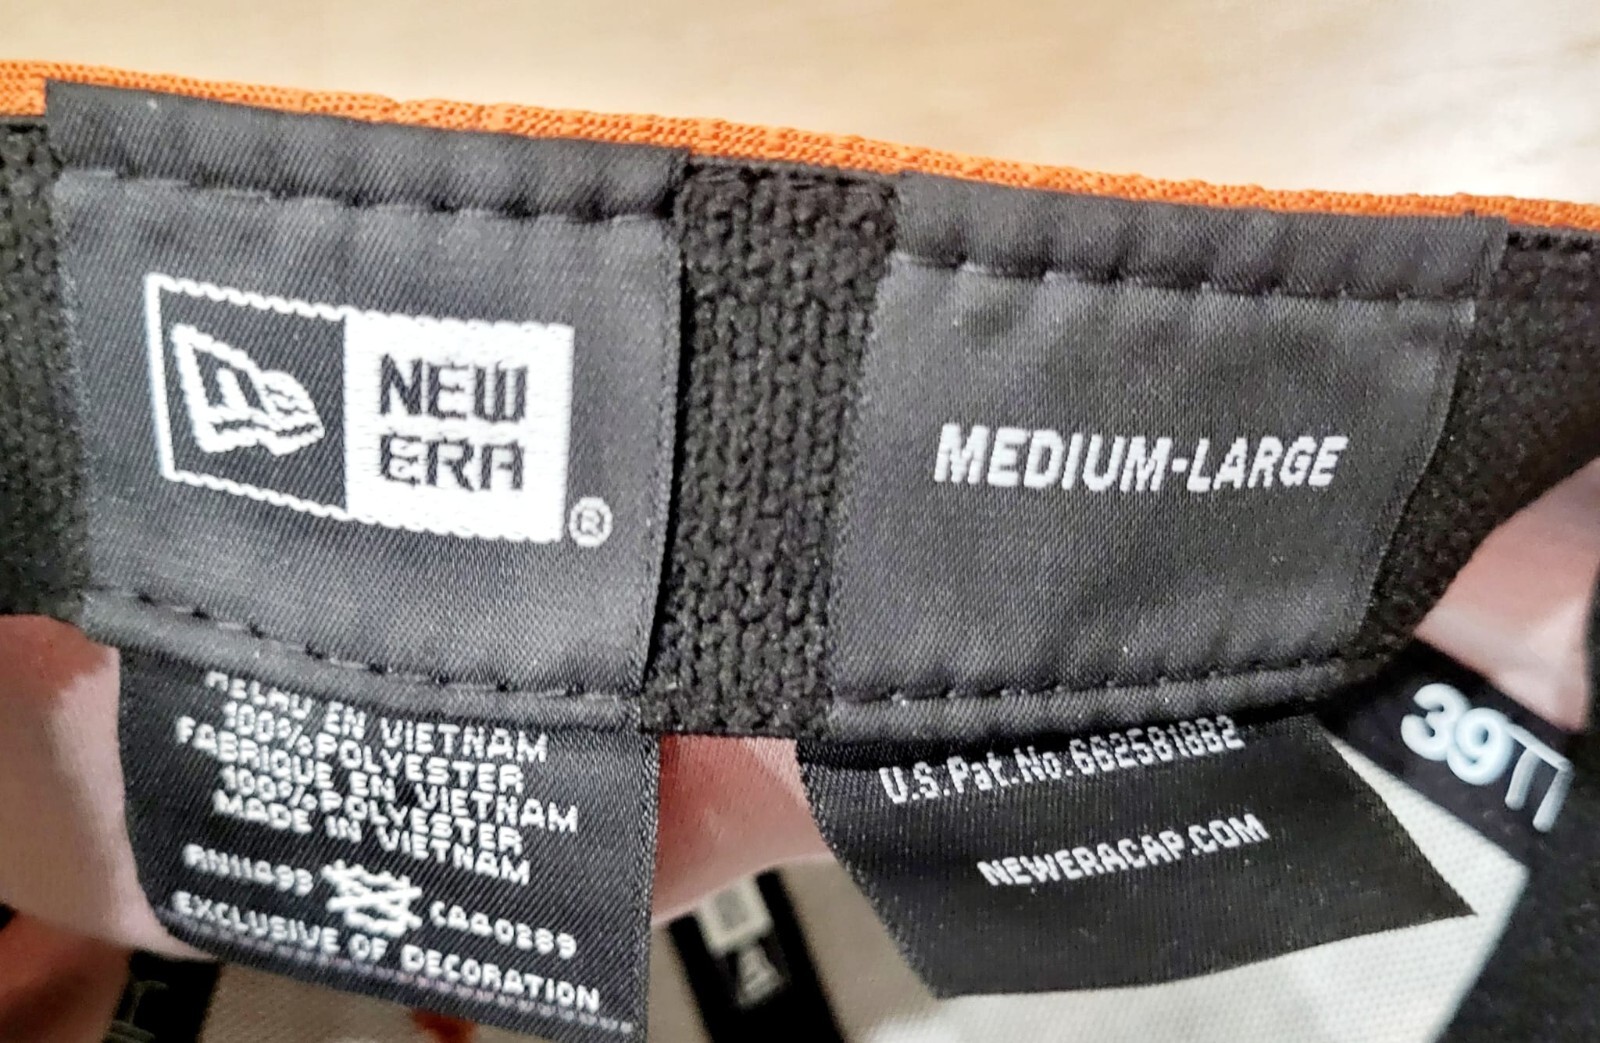 NEW
ERA
®
MEDIUM-LARGE
EN VIETNAM
100% POLYESTER
FABRIQUE EN VIETNAM
100% POLYESTER
MADE IN VIETNAM
RN11493 CA40289
EXCLUSIVE OF DECORATION
U.S.Pat.No:6625818B2
NEWERACAP.COM
39